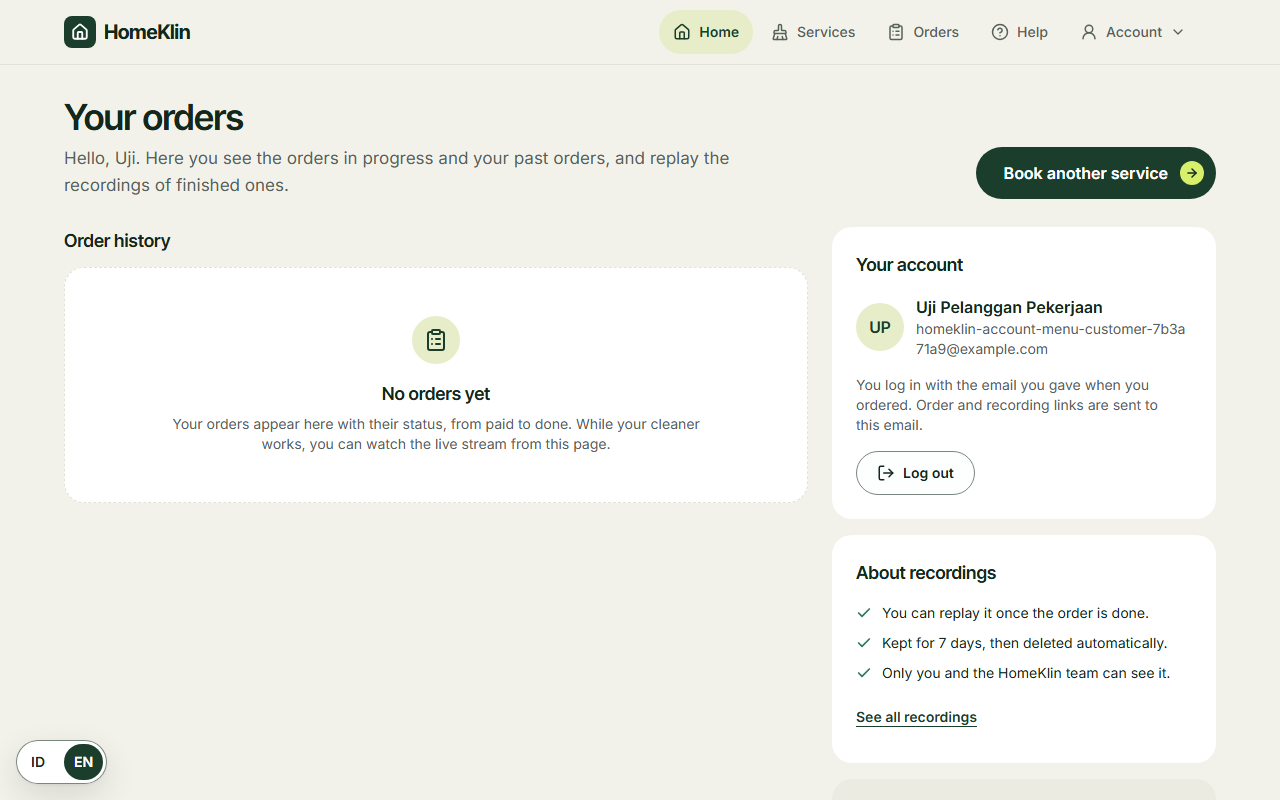 HomeKlin
Home
Services
Orders
Help
Account
Your orders
Hello, Uji. Here you see the orders in progress and your past orders, and replay the
recordings of finished ones.
Book another service
Order history
No orders yet
Your orders appear here with their status, from paid to done. While your cleaner
works, you can watch the live stream from this page.
Your account
UP
Uji Pelanggan Pekerjaan
homeklin-account-menu-customer-7b3a
71a9@example.com
You log in with the email you gave when you
ordered. Order and recording links are sent to
this email.
Log out
About recordings
You can replay it once the order is done.
Kept for 7 days, then deleted automatically.
Only you and the HomeKlin team can see it.
See all recordings
ID
EN